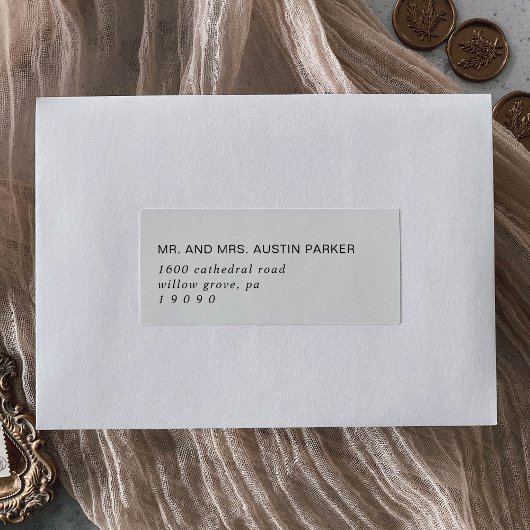 MR. AND MRS. AUSTIN PARKER
1600 cathedral road
willow grove, pa
19090